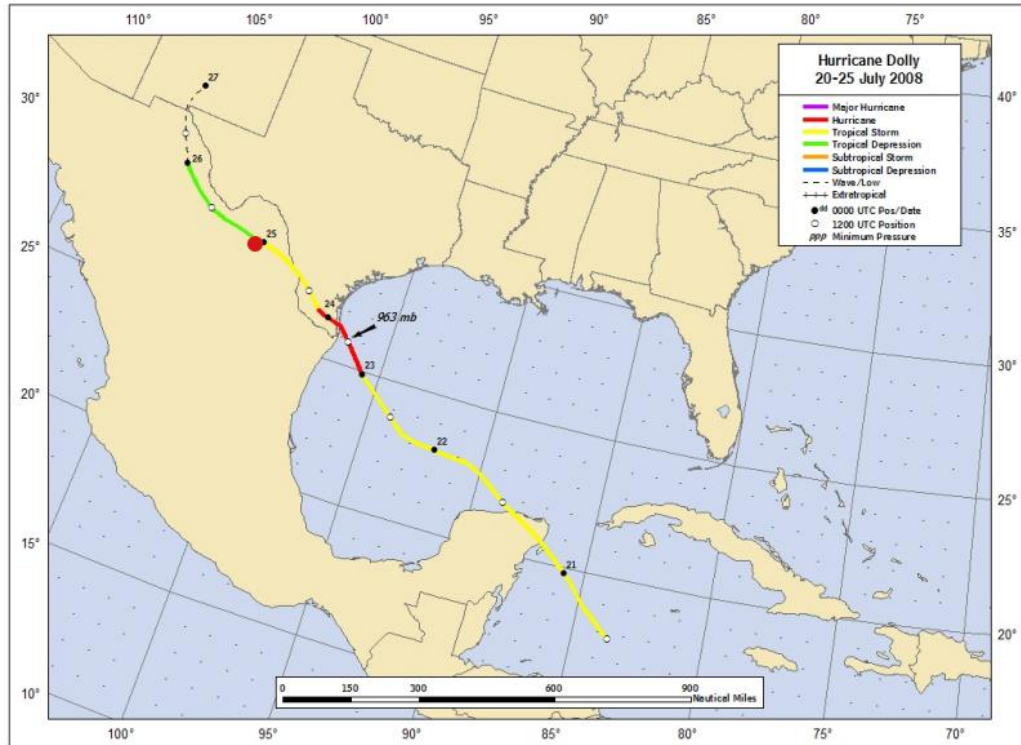 110° 105° 100° 95° 90° 85° 80° 75°
Hurricane Dolly
20-25 July 2008
Major Hurricane
Hurricane
Tropical Storm
Tropical Depression
Subtropical Storm
Subtropical Depression
Wave/Low
Extratropical
dd 0000 UTC Pos/Date
1200 UTC Position
ppp Minimum Pressure
27
30° 40°
26
25
25° 35°
24
963 mb
23
20° 30°
22
25°
15°
21
20°
10°
0 150 300 600 900
Nautical Miles
100° 95° 90° 85° 80° 75° 70°